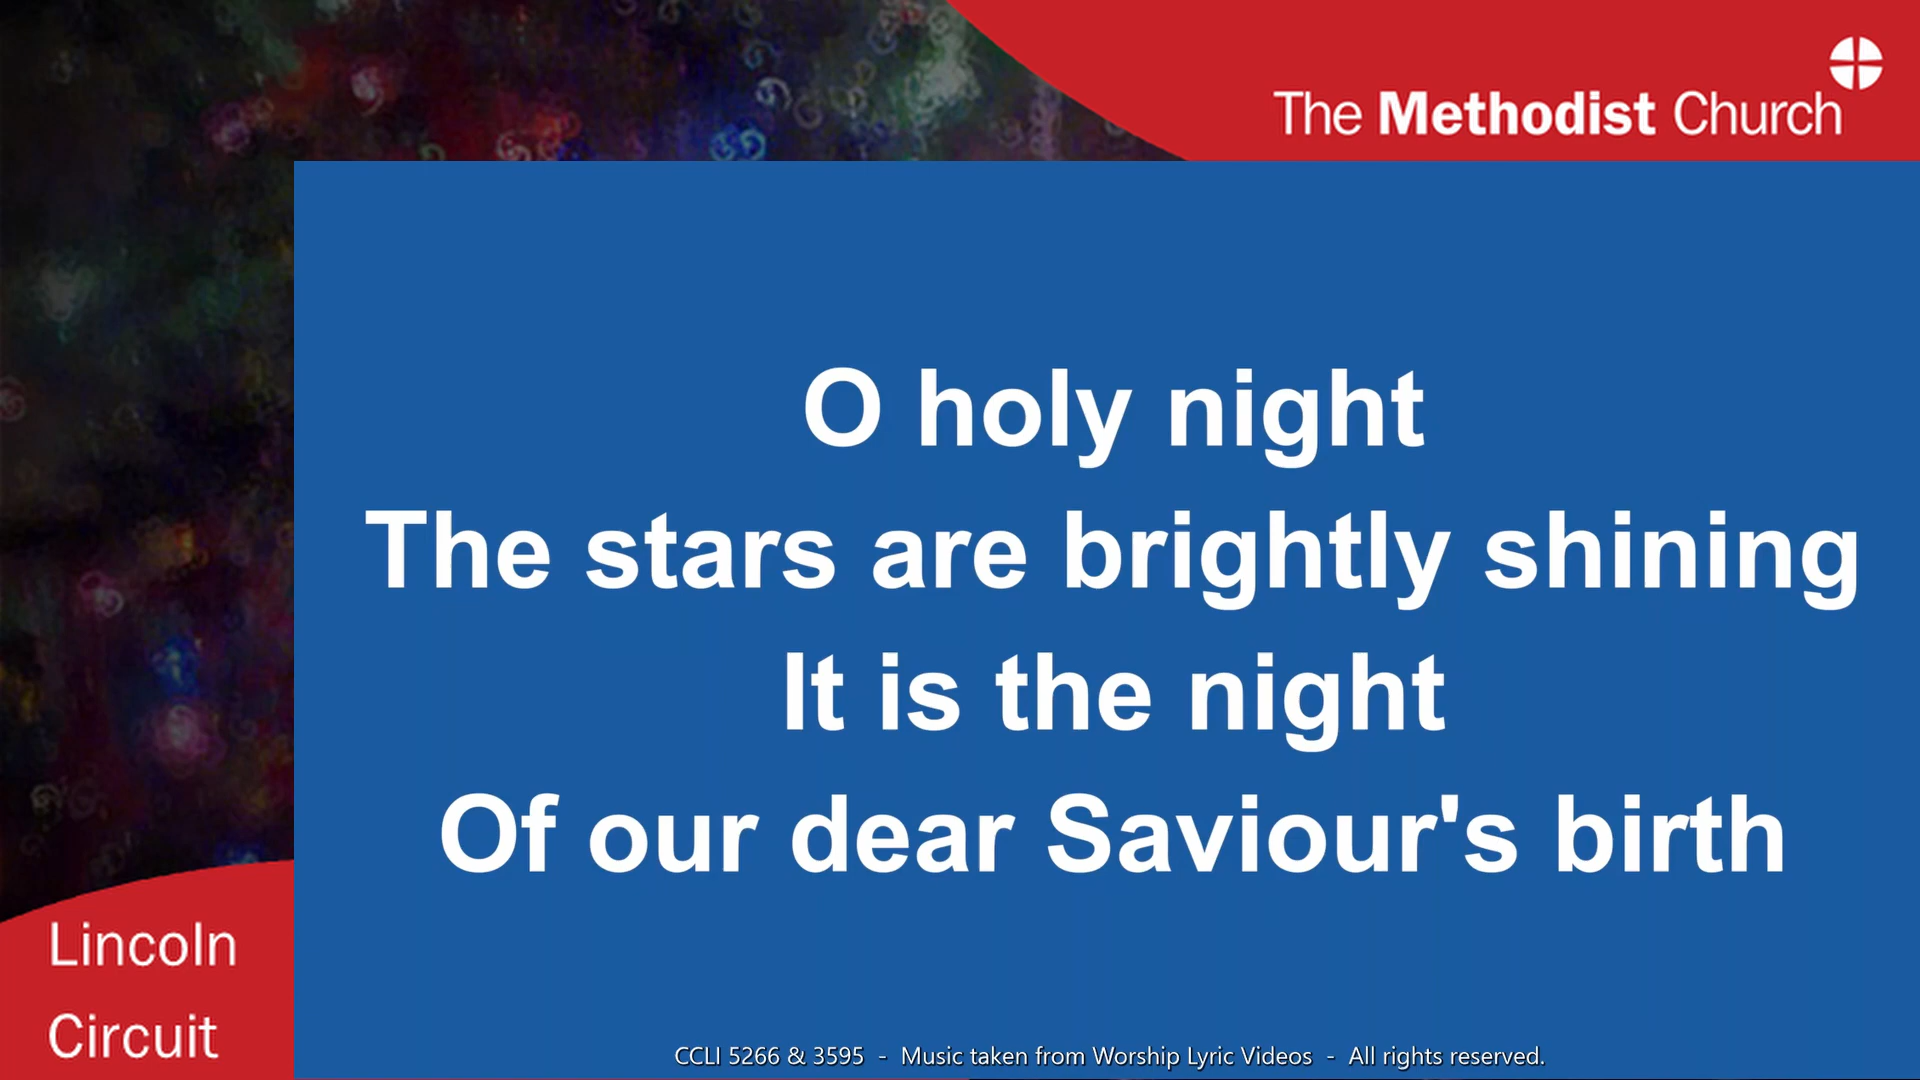 The Methodist Church
O holy night
The stars are brightly shining
It is the night
Of our dear Saviour's birth
Lincoln
Circuit
CCLI 5266 & 3595 - Music taken from Worship Lyric Videos - All rights reserved.